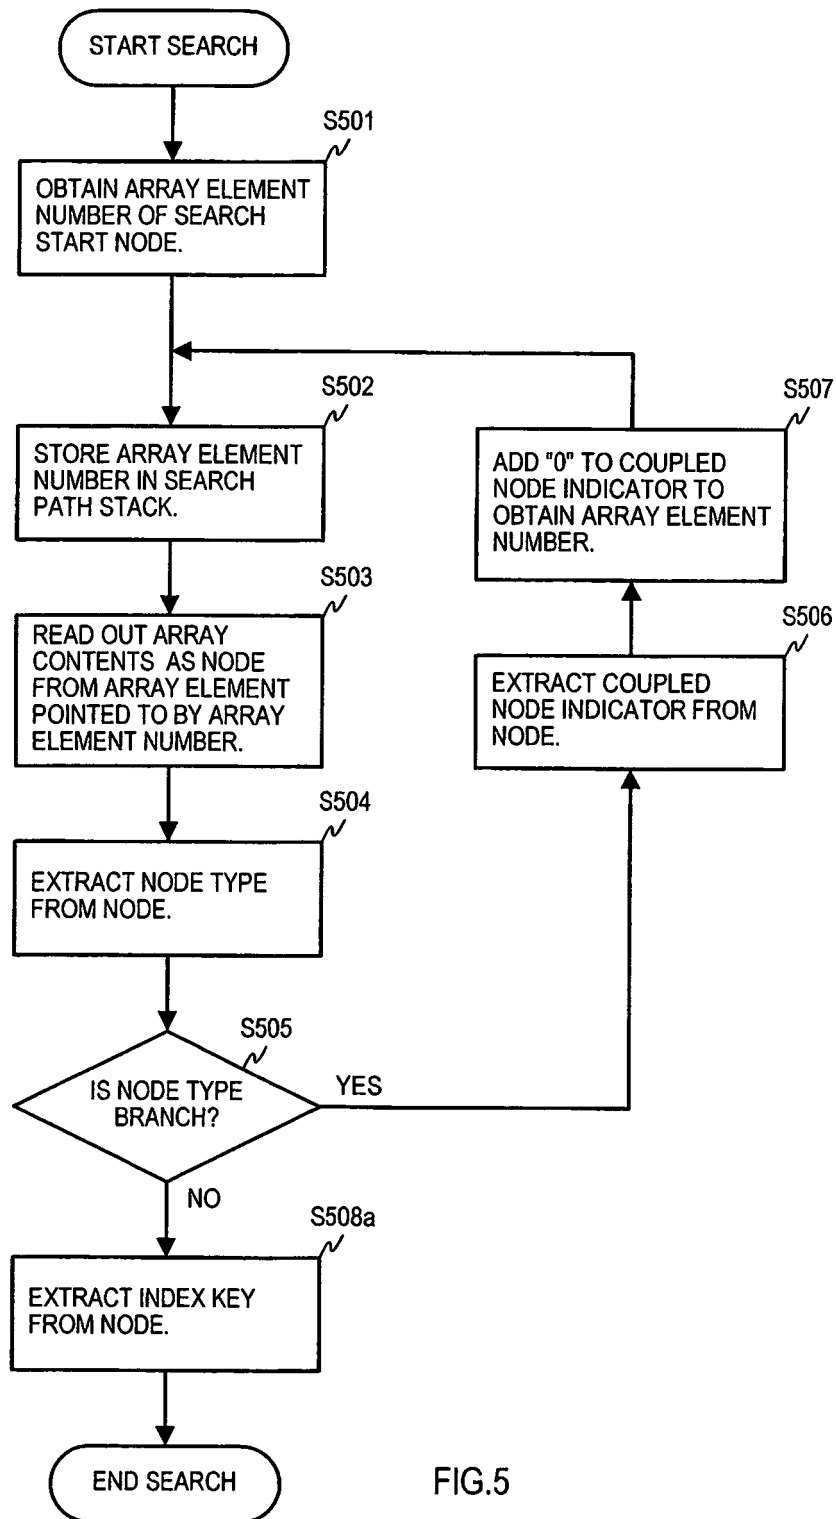 START SEARCH
S501
OBTAIN ARRAY ELEMENT
NUMBER OF SEARCH
START NODE.
S502
STORE ARRAY ELEMENT
NUMBER IN SEARCH
PATH STACK.
S503
READ OUT ARRAY
CONTENTS AS NODE
FROM ARRAY ELEMENT
POINTED TO BY ARRAY
ELEMENT NUMBER.
S504
EXTRACT NODE TYPE
FROM NODE.
S505
IS NODE TYPE
BRANCH?
YES
NO
S506
EXTRACT COUPLED
NODE INDICATOR FROM
NODE.
S507
ADD "0" TO COUPLED
NODE INDICATOR TO
OBTAIN ARRAY ELEMENT
NUMBER.
S508a
EXTRACT INDEX KEY
FROM NODE.
END SEARCH
FIG.5